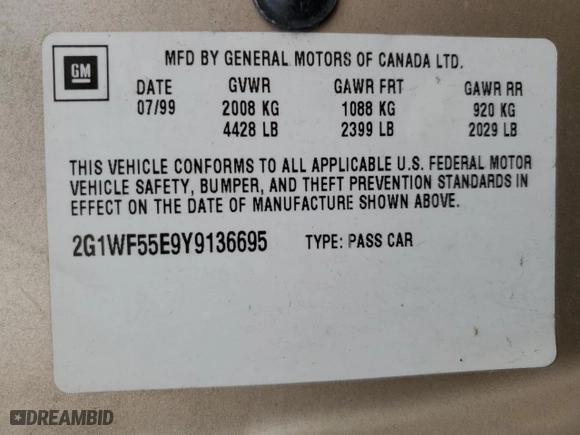 GM
MFD BY GENERAL MOTORS OF CANADA LTD.
DATE GVWR GAWR FRT GAWR RR
07/99 2008 KG 1088 KG 920 KG
4428 LB 2399 LB 2029 LB
THIS VEHICLE CONFORMS TO ALL APPLICABLE U.S. FEDERAL MOTOR
VEHICLE SAFETY, BUMPER, AND THEFT PREVENTION STANDARDS IN
EFFECT ON THE DATE OF MANUFACTURE SHOWN ABOVE.
2G1WF55E9Y9136695 TYPE: PASS CAR
DREAMBID